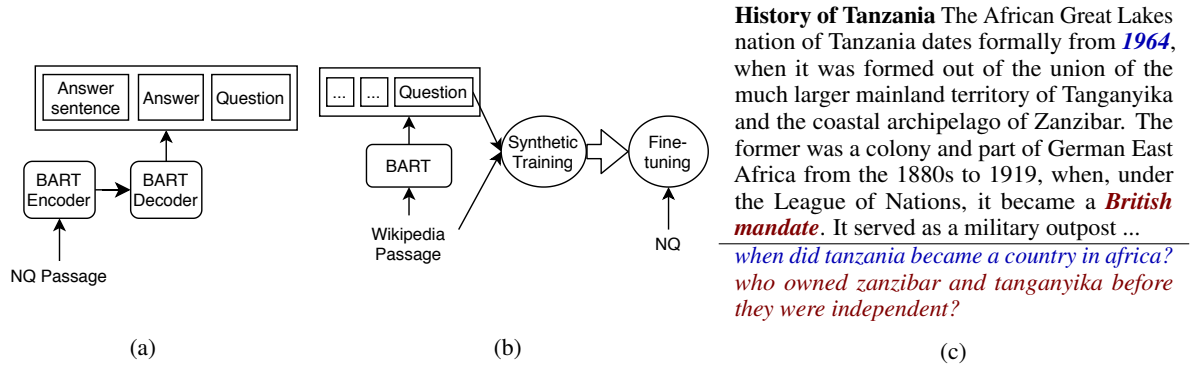 Answer
sentence
Answer
Question
BART
Encoder
BART
Decoder
NQ Passage
(a)
...
...
Question
BART
Wikipedia
Passage
Synthetic
Training
Fine-
tuning
NQ
(b)
History of Tanzania The African Great Lakes
nation of Tanzania dates formally from 1964,
when it was formed out of the union of the
much larger mainland territory of Tanganyika
and the coastal archipelago of Zanzibar. The
former was a colony and part of German East
Africa from the 1880s to 1919, when, under
the League of Nations, it became a British
mandate. It served as a military outpost ...
when did tanzania became a country in africa?
who owned zanzibar and tanganyika before
they were independent?
(c)